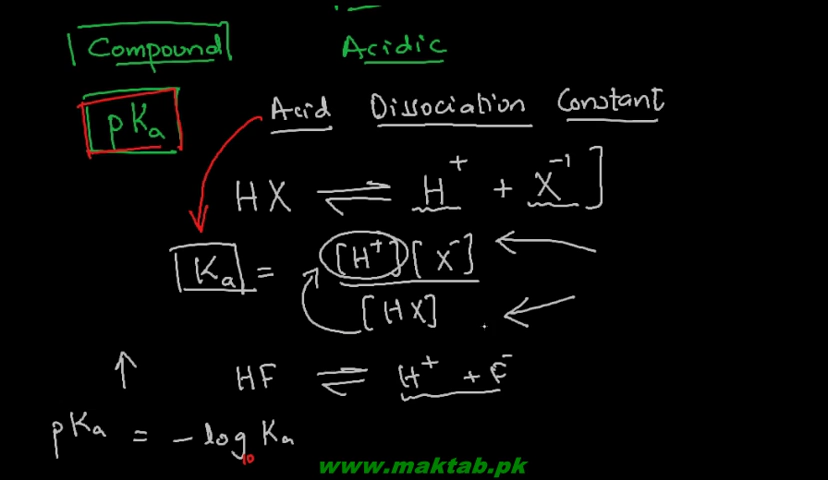 Compound Acidic
pKa Acid Dissociation Constant
HX ⇌ H⁺ + X⁻¹]
Ka = [H⁺][X⁻]
[HX]
HF ⇌ H⁺ + F⁻
pKa = - log₁₀ Ka
www.maktab.pk